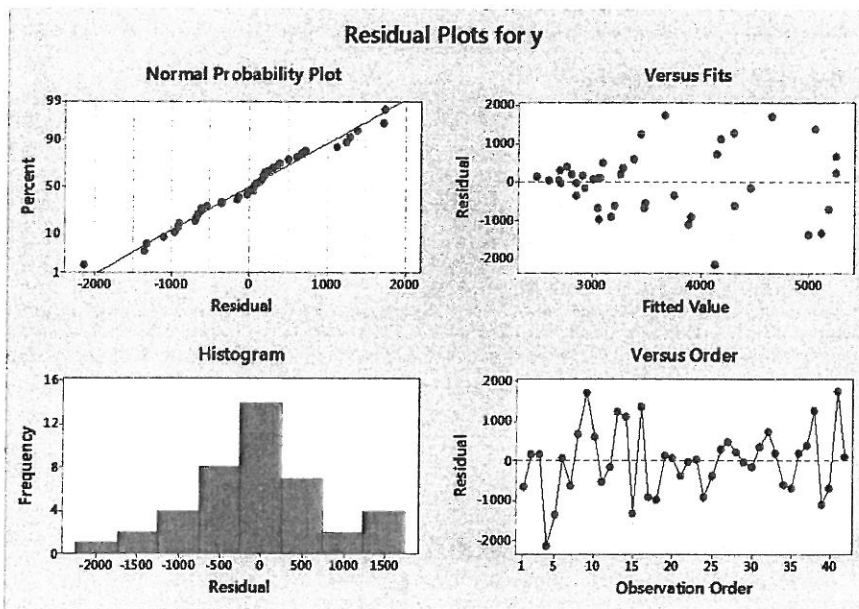 Residual Plots for y
Normal Probability Plot
99
90
50
10
1
Percent
-2000 -1000 0 1000 2000
Residual
Versus Fits
2000
1000
0
-1000
-2000
Residual
3000 4000 5000
Fitted Value
Histogram
16
12
8
4
0
Frequency
-2000 -1500 -1000 -500 0 500 1000 1500
Residual
Versus Order
2000
1000
0
-1000
-2000
Residual
1 5 10 15 20 25 30 35 40
Observation Order